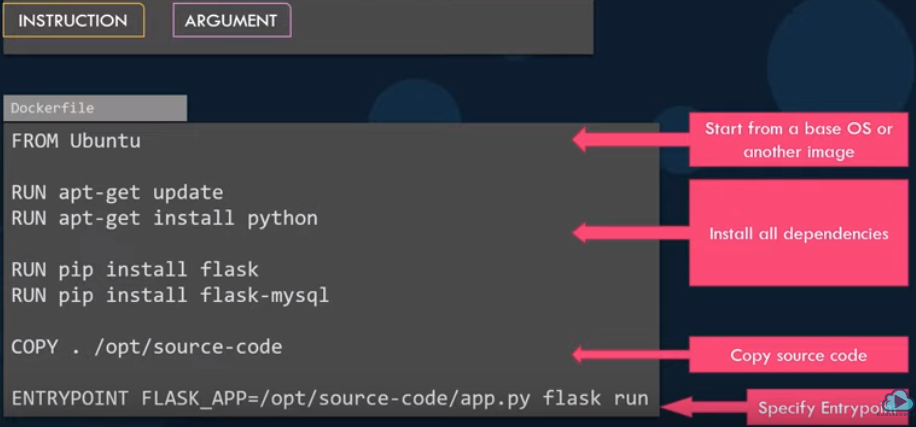 INSTRUCTION
ARGUMENT
Dockerfile
FROM Ubuntu
RUN apt-get update
RUN apt-get install python
RUN pip install flask
RUN pip install flask-mysql
COPY . /opt/source-code
ENTRYPOINT FLASK_APP=/opt/source-code/app.py flask run
Start from a base OS or
another image
Install all dependencies
Copy source code
Specify Entrypoint